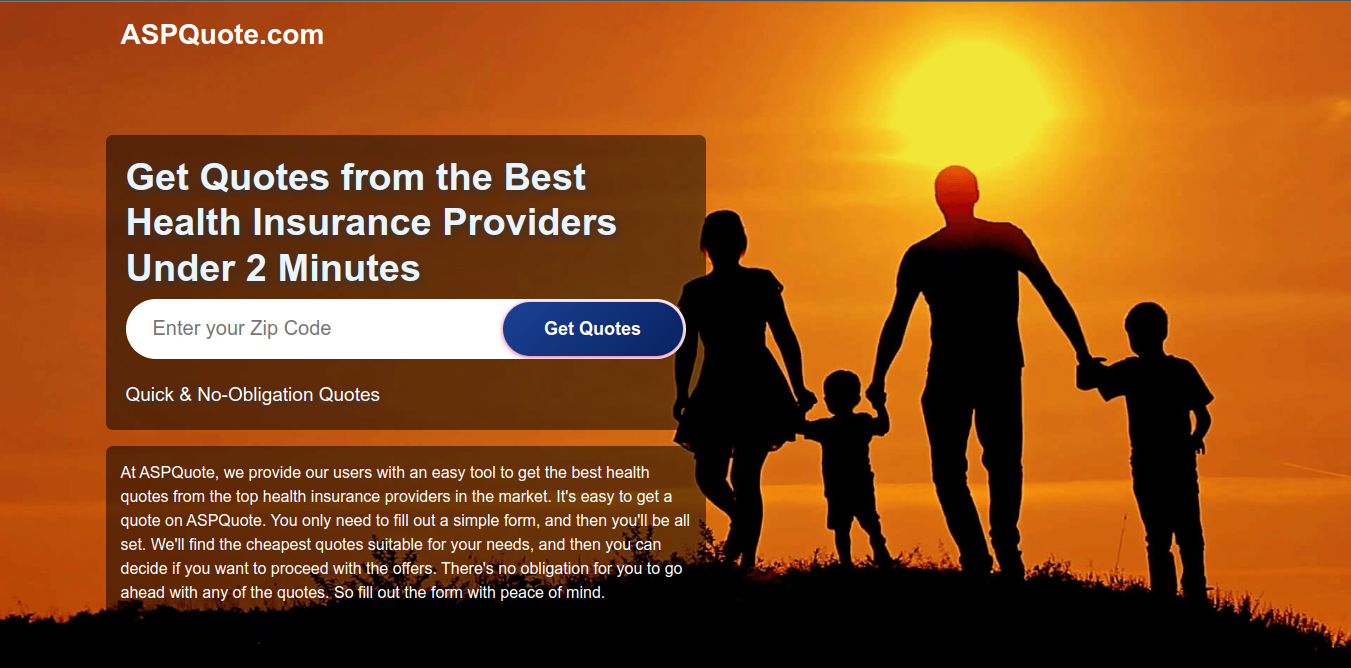 ASPQuote.com
Get Quotes from the Best
Health Insurance Providers
Under 2 Minutes
Enter your Zip Code
Get Quotes
Quick & No-Obligation Quotes
At ASPQuote, we provide our users with an easy tool to get the best health
quotes from the top health insurance providers in the market. It's easy to get a
quote on ASPQuote. You only need to fill out a simple form, and then you'll be all
set. We'll find the cheapest quotes suitable for your needs, and then you can
decide if you want to proceed with the offers. There's no obligation for you to go
ahead with any of the quotes. So fill out the form with peace of mind.